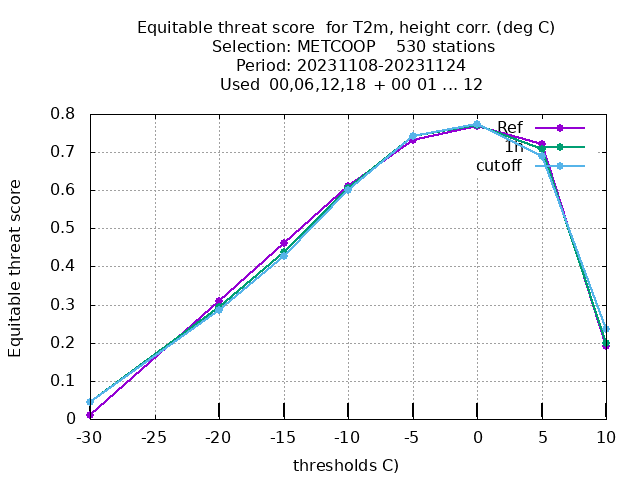 Equitable threat score  for T2m, height corr. (deg C)
Selection: METCOOP    530 stations
Period: 20231108-20231124
Used 00,06,12,18 + 00 01 ... 12
Ref
1h
cutoff
Equitable threat score
0.8
0.7
0.6
0.5
0.4
0.3
0.2
0.1
0
-30 -25 -20 -15 -10 -5 0 5 10
thresholds C)